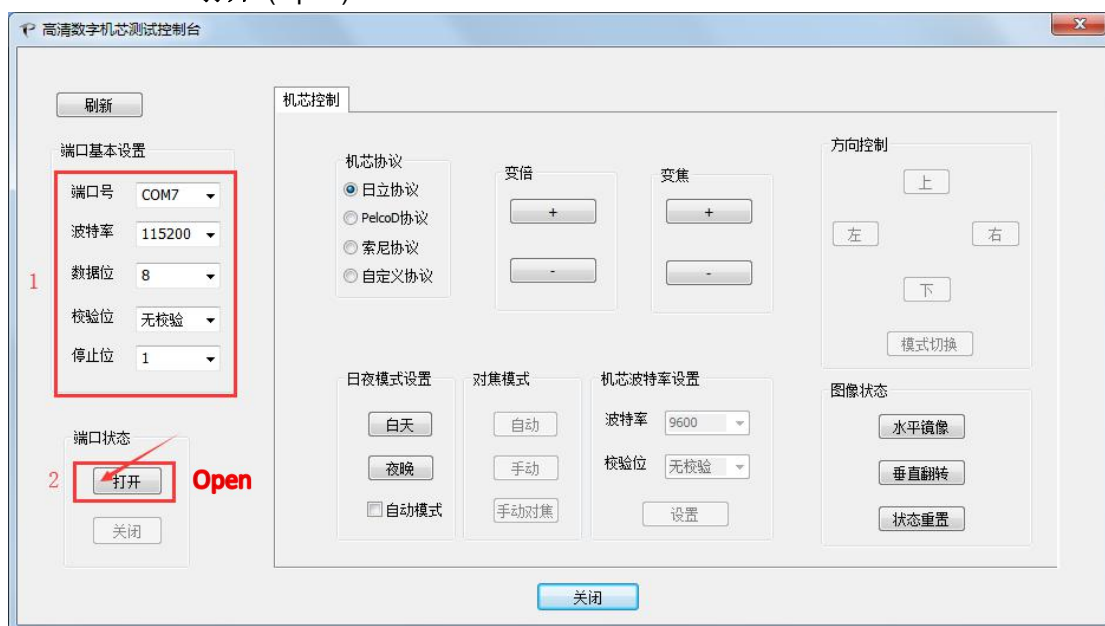 高清数字机芯测试控制台
刷新
端口基本设置
端口号 COM7
波特率 115200
数据位 8
校验位 无校验
停止位 1
1
端口状态
2 打开 Open
关闭
机芯控制
机芯协议
日立协议
PelcoD协议
索尼协议
自定义协议
变倍
+
-
变焦
+
-
方向控制
上
左 右
下
模式切换
日夜模式设置
白天
夜晚
自动模式
对焦模式
自动
手动
手动对焦
机芯波特率设置
波特率 9600
校验位 无校验
设置
图像状态
水平镜像
垂直翻转
状态重置
关闭